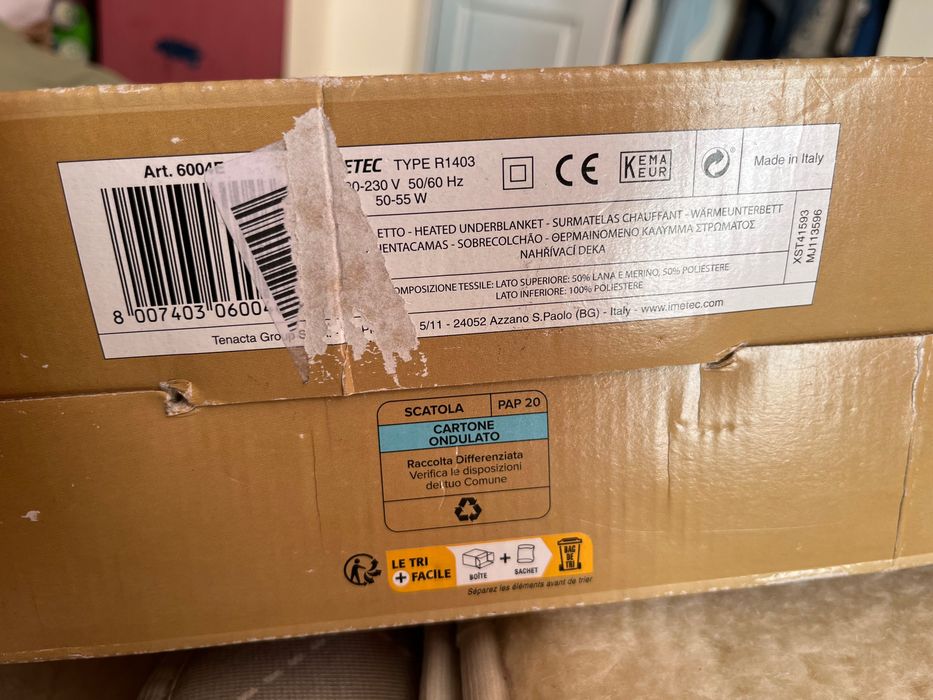 Art. 6004
8 007403 0600
ETEC TYPE R1403
0-230 V 50/60 Hz
50-55 W
CE
KEMA
KEUR
Made in Italy
ETTO - HEATED UNDERBLANKET - SURMATELAS CHAUFFANT - WÄRMEUNTERBETT
ENTACAMAS - SOBRECOLCHÃO - ΘΕΡΜΑΙΝΟΜΕΝΟ ΚΑΛΥΜΜΑ ΣΤΡΩΜΑΤΟΣ
NAHŘÍVACÍ DEKA
OMPOSIZIONE TESSILE: LATO SUPERIORE: 50% LANA E MERINO, 50% POLIESTERE
LATO INFERIORE: 100% POLIESTERE
XST41593
MJ113596
Tenacta Group S 5/11 - 24052 Azzano S.Paolo (BG) - Italy - www.imetec.com
SCATOLA PAP 20
CARTONE
ONDULATO
Raccolta Differenziata
Verifica le disposizioni
del tuo Comune
LE TRI
+ FACILE
BOÎTE + SACHET
BAC
DE
TRI
Séparez les éléments avant de trier